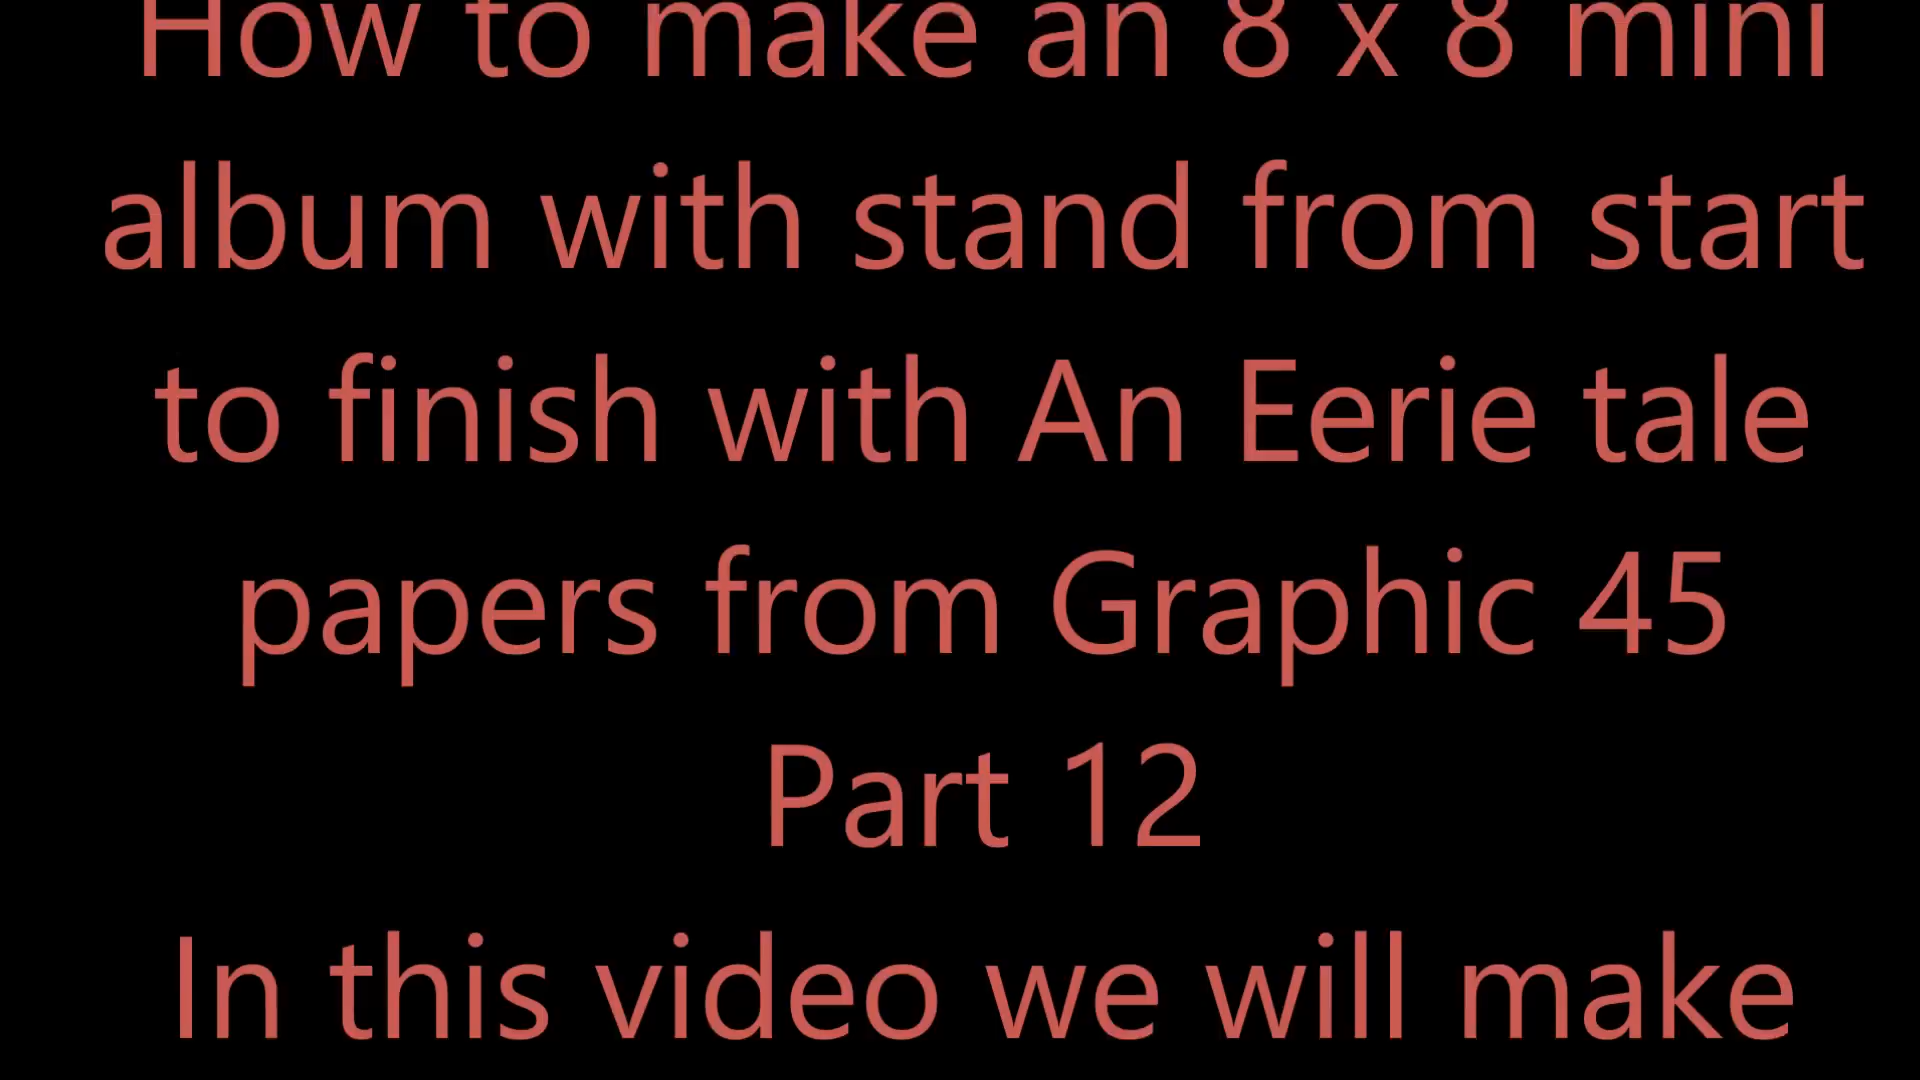 How to make an 8 x 8 mini
album with stand from start
to finish with An Eerie tale
papers from Graphic 45
Part 12
In this video we will make